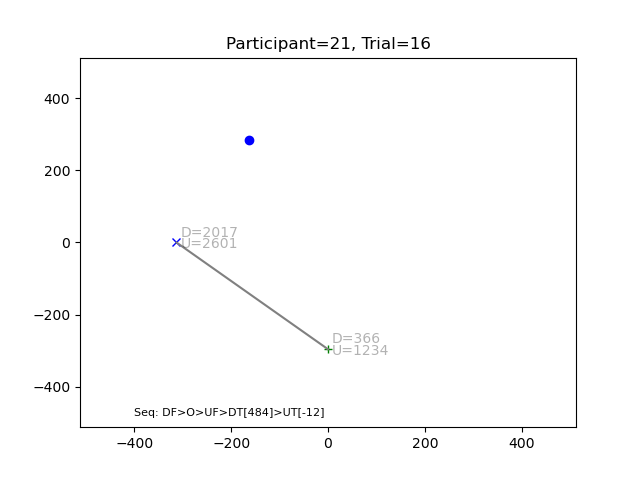 Participant=21, Trial=16
400
200
0
−200
−400
D=2017
U=2601
D=366
U=1234
Seq: DF>O>UF>DT[484]>UT[-12]
−400
−200
0
200
400